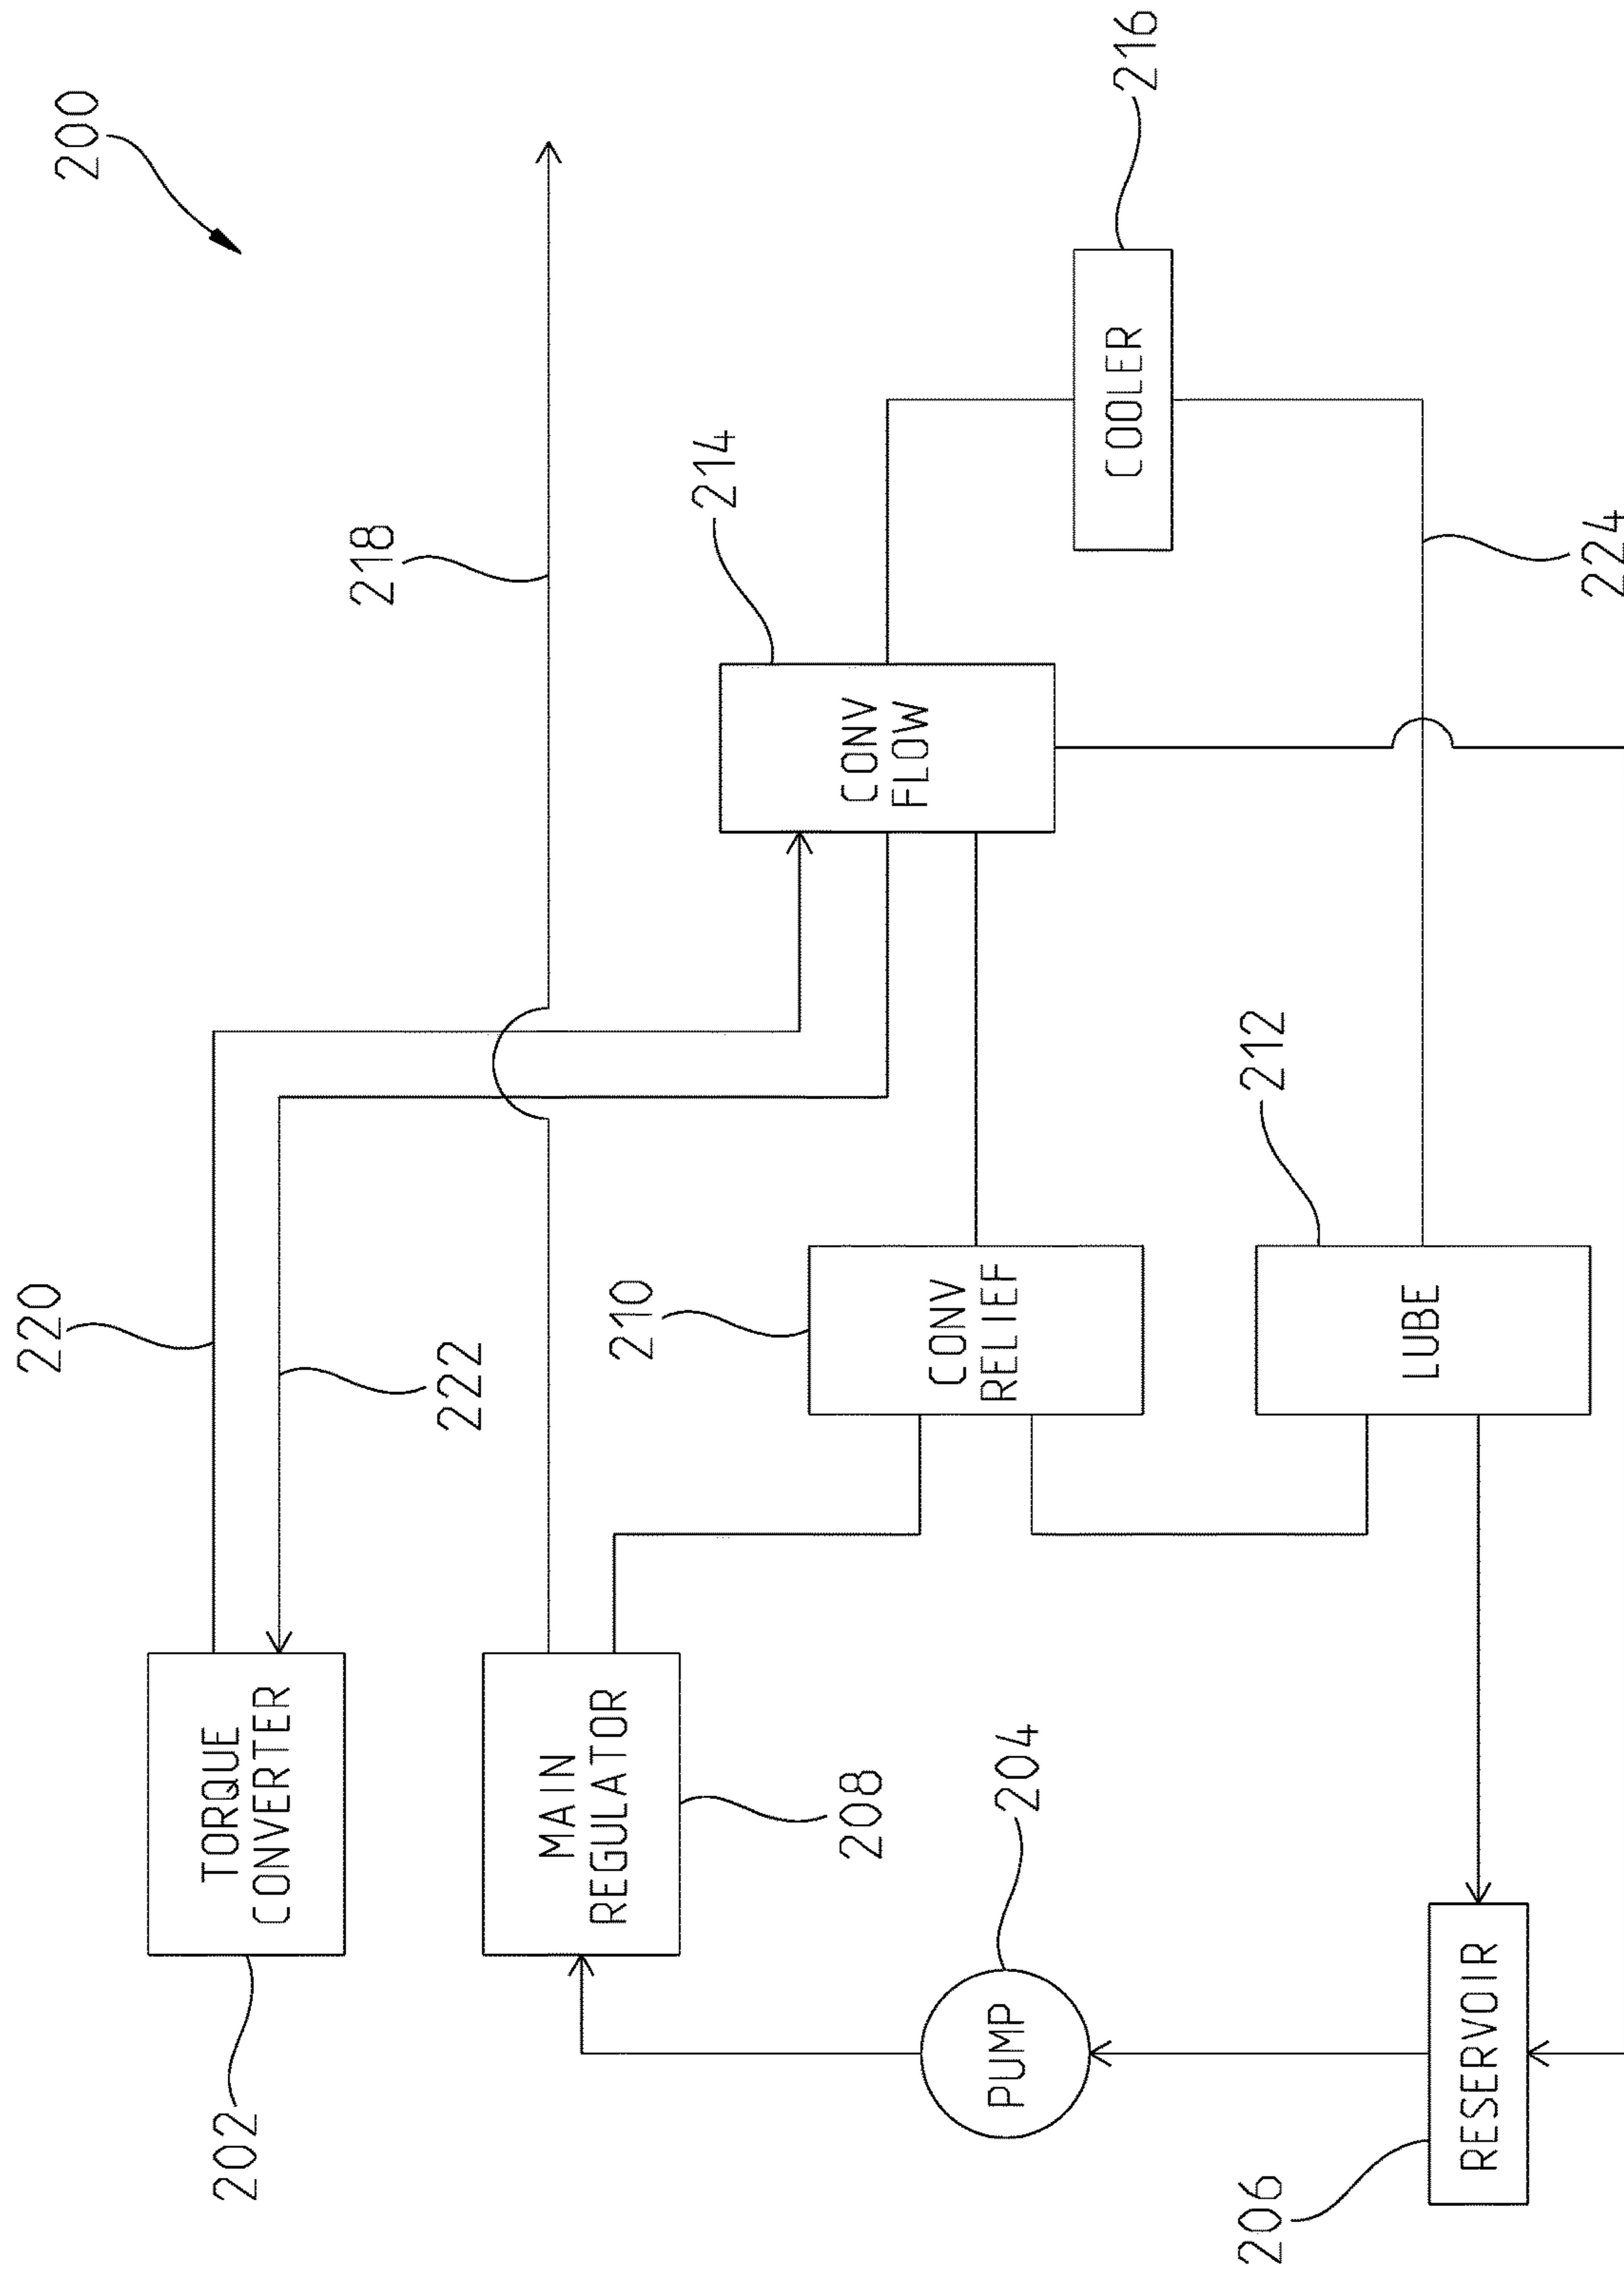 200
220
218
222
TORQUE
CONVERTER
202
MAIN
REGULATOR
208
210
214
CONV
FLOW
216
COOLER
CONV
RELIEF
204
PUMP
212
LUBE
224
206
RESERVOIR